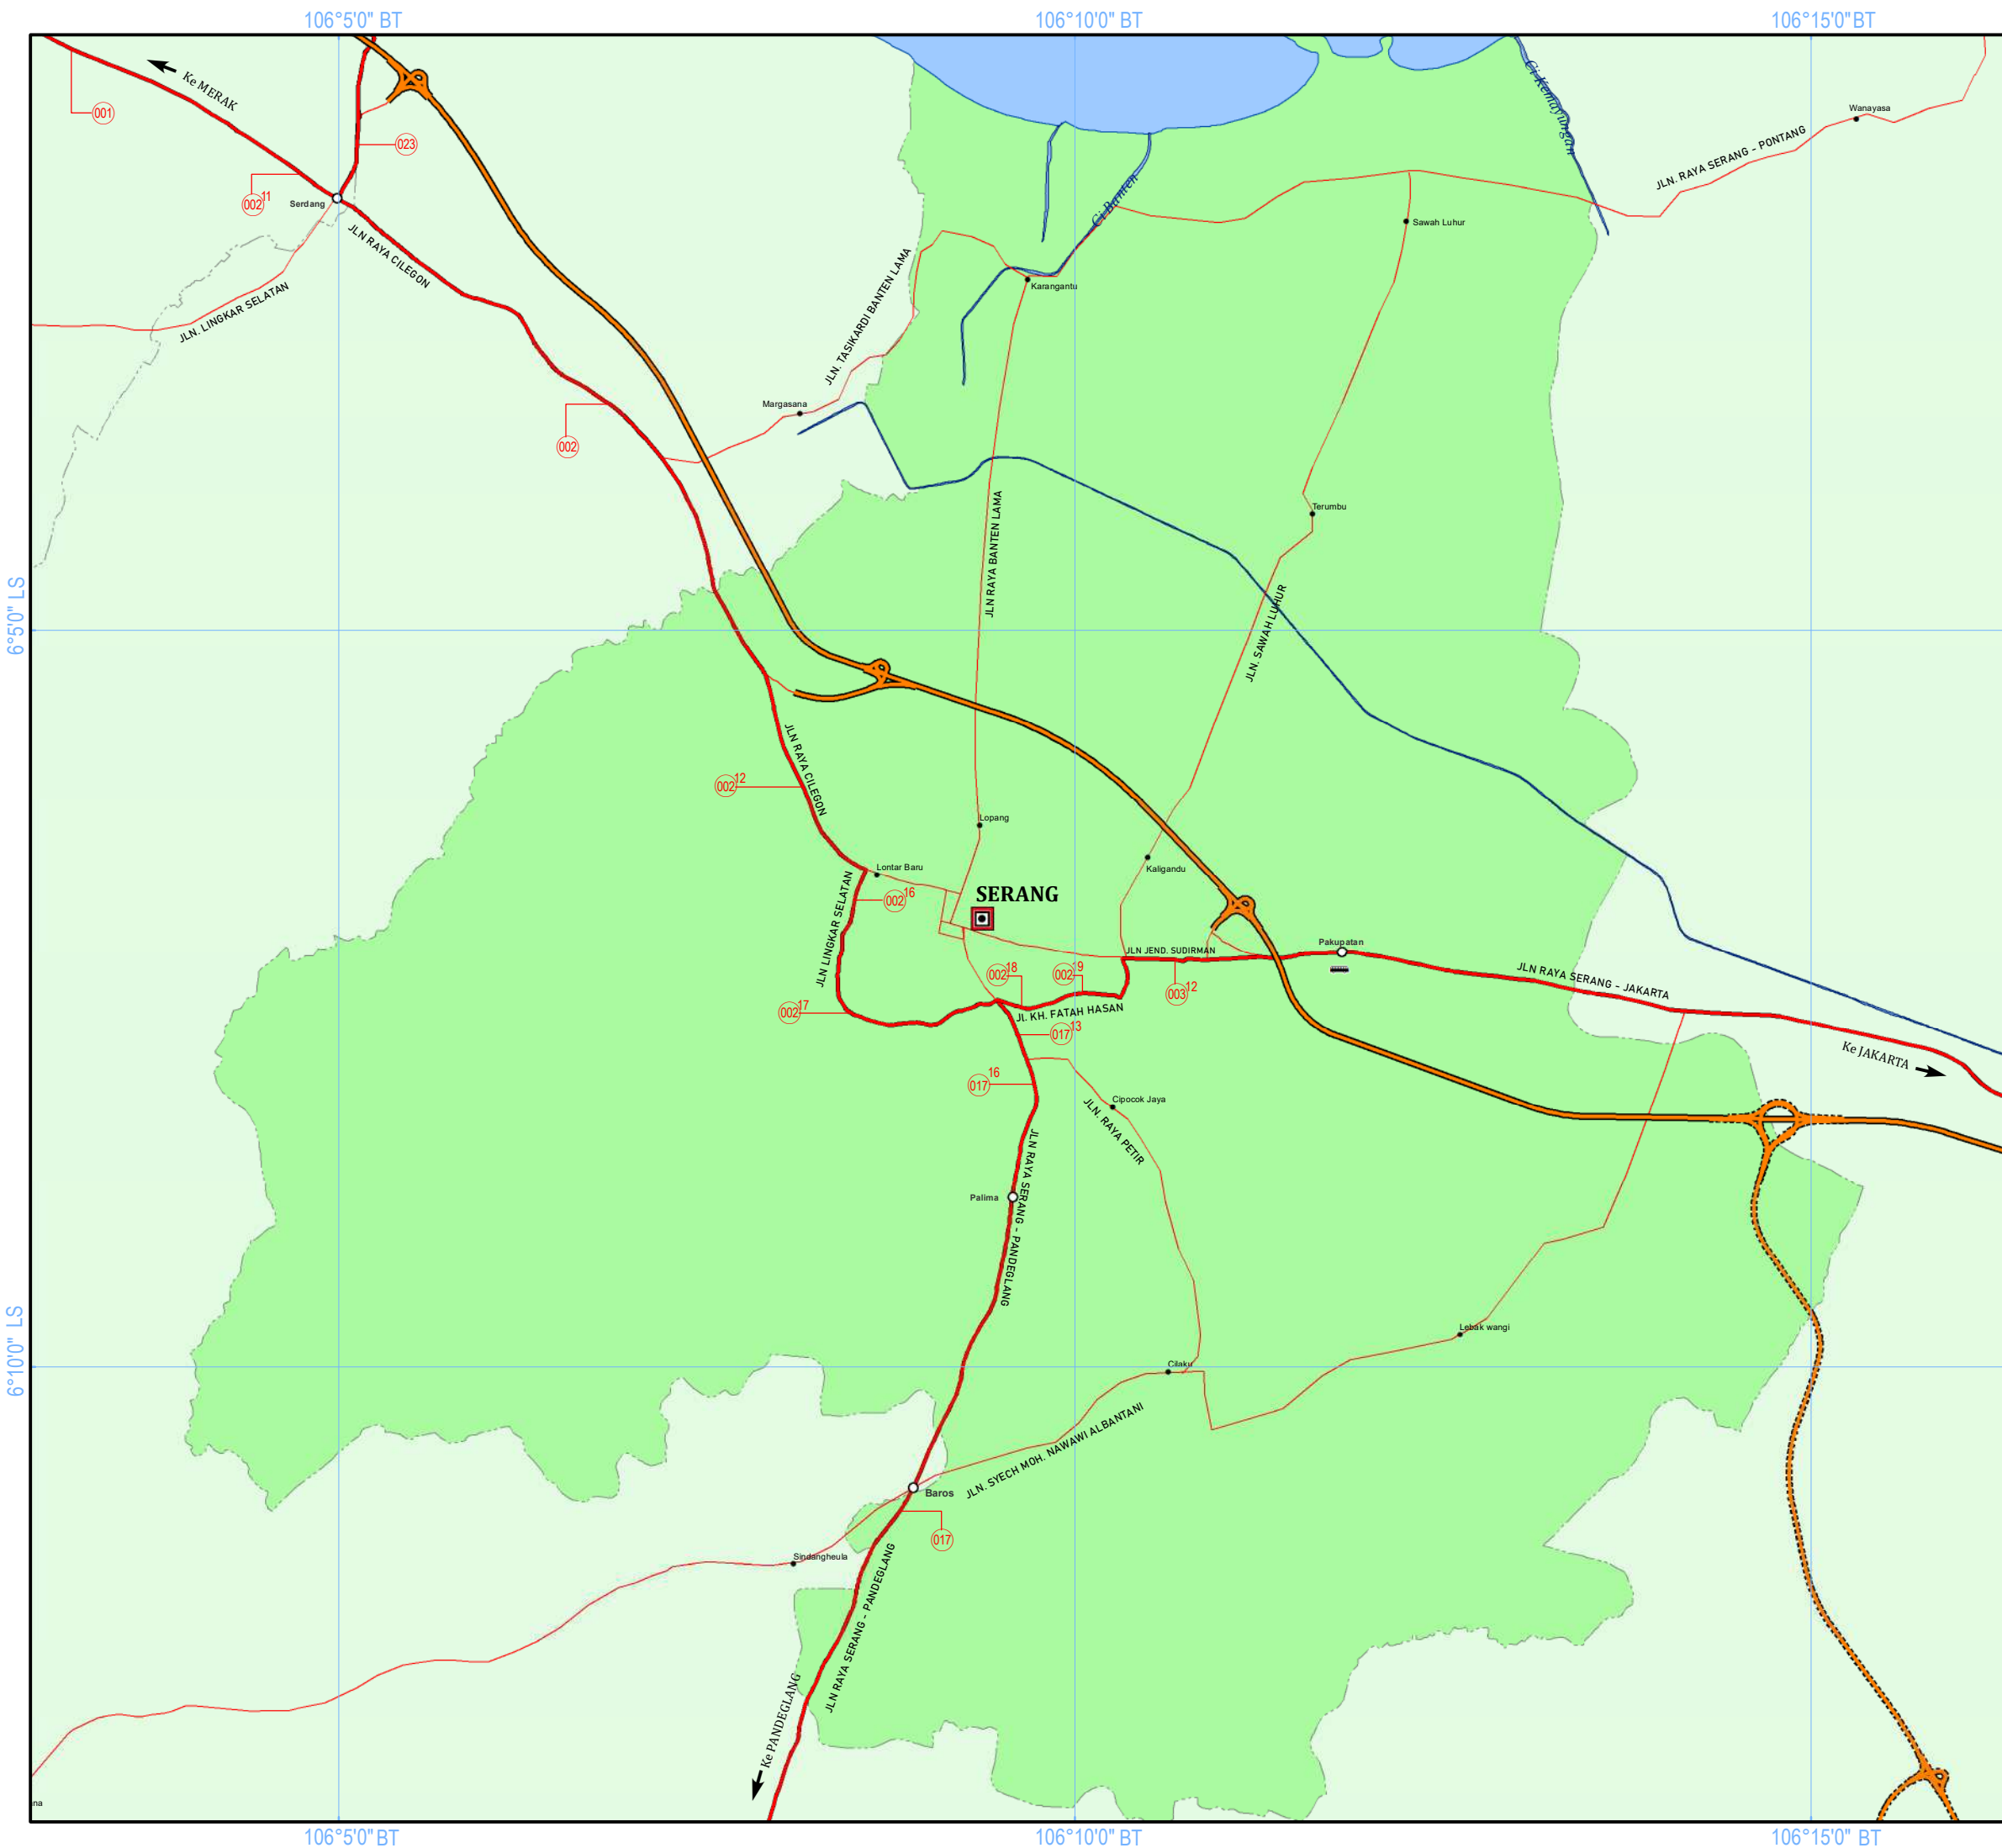 106°5'0" BT
106°10'0" BT
106°15'0" BT
Ke MERAK
001
023
002 11
Serdang
JLN RAYA CILEGON
JLN. LINGKAR SELATAN
Ci Kemayungan
Wanayasa
JLN. RAYA SERANG - PONTANG
Ci Banten
Sawah Luhur
JLN. TASIKARDI BANTEN LAMA
Karangantu
Margasana
002
JLN RAYA BANTEN LAMA
Terumbu
6°5'0" LS
JLN. SAWAH LUHUR
JLN RAYA CILEGON
002 12
Lopang
Lontar Baru
Kaligandu
SERANG
002 16
JLN LINGKAR SELATAN
JLN JEND. SUDIRMAN
Pakupatan
002 18
002 19
003 12
JLN RAYA SERANG - JAKARTA
002 17
Jl. KH. FATAH HASAN
017 13
Ke JAKARTA
017 16
Cipocok Jaya
JLN. RAYA PETIR
JLN RAYA SERANG - PANDEGLANG
Palima
Lebak wangi
6°10'0" LS
Cilaku
JLN. SYECH MOH. NAWAWI ALBANTANI
Baros
017
Sindangheula
JLN RAYA SERANG - PANDEGLANG
Ke PANDEGLANG
na
106°5'0" BT
106°10'0" BT
106°15'0" BT